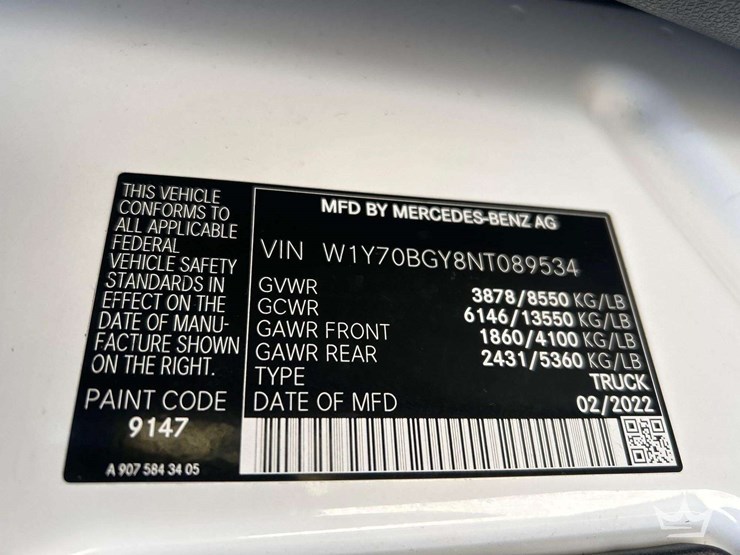 THIS VEHICLE
CONFORMS TO
ALL APPLICABLE
FEDERAL
VEHICLE SAFETY
STANDARDS IN
EFFECT ON THE
DATE OF MANU-
FACTURE SHOWN
ON THE RIGHT.
PAINT CODE
9147
A 907 584 34 05
MFD BY MERCEDES-BENZ AG
VIN W1Y70BGY8NT089534
GVWR 3878/8550 KG/LB
GCWR 6146/13550 KG/LB
GAWR FRONT 1860/4100 KG/LB
GAWR REAR 2431/5360 KG/LB
TYPE TRUCK
DATE OF MFD 02/2022